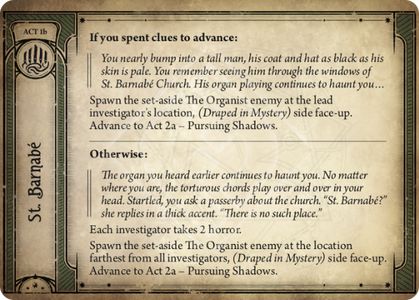 ACT 1b
St. Barnabé
If you spent clues to advance:
You nearly bump into a tall man, his coat and hat as black as his
skin is pale. You remember seeing him through the windows of
St. Barnabé Church. His organ playing continues to haunt you…
Spawn the set-aside The Organist enemy at the lead
investigator's location, (Draped in Mystery) side face-up.
Advance to Act 2a – Pursuing Shadows.
Otherwise:
The organ you heard earlier continues to haunt you. No matter
where you are, the torturous chords play over and over in your
head. Startled, you ask a passerby about the church. “St. Barnabé?”
she replies in a thick accent. “There is no such place.”
Each investigator takes 2 horror.
Spawn the set-aside The Organist enemy at the location
farthest from all investigators, (Draped in Mystery) side face-up.
Advance to Act 2a – Pursuing Shadows.